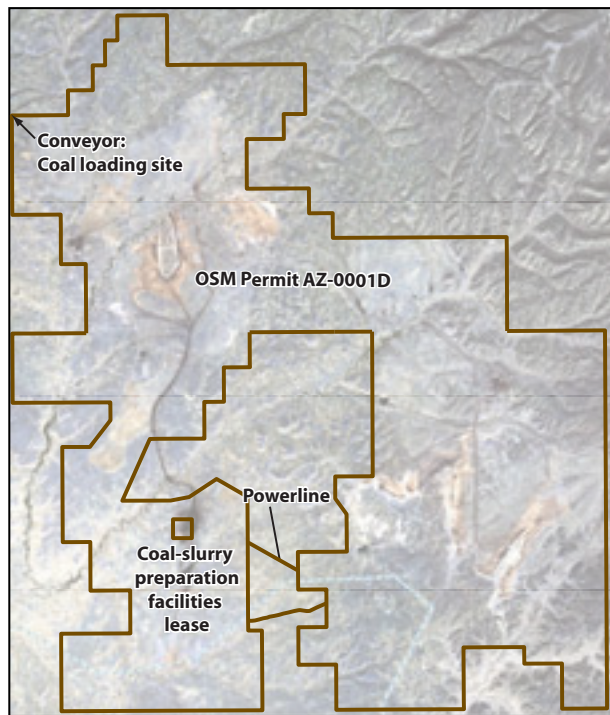 Conveyor:
Coal loading site
OSM Permit AZ-0001D
Powerline
Coal-slurry
preparation
facilities
lease